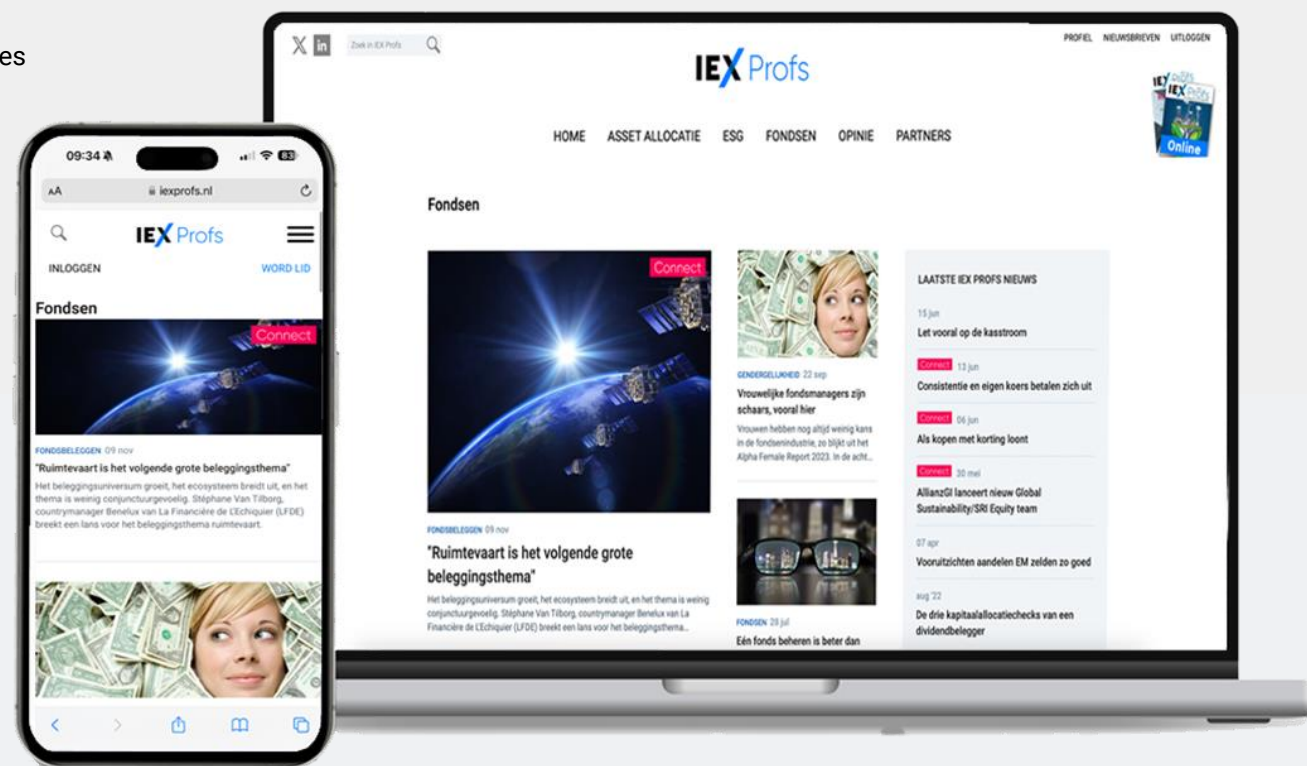 es
09:34
83
AA
iexprofs.nl
IEX Profs
INLOGGEN
WORD LID
Fondsen
Connect
FONDSBELEGGEN 09 nov
"Ruimtevaart is het volgende grote beleggingsthema"
Het beleggingsuniversum groeit, het ecosysteem breidt uit, en het
thema is weinig conjunctuurgevoelig. Stéphane Van Tilborg,
countrymanager Benelux van La Financière de L'Echiquier (LFDE)
breekt een lans voor het beleggingsthema ruimtevaart.
X in
Zoek in IEX Profs
PROFIEL NIEUWSBRIEVEN UITLOGGEN
IEX Profs
IEX Profs
Online
HOME ASSET ALLOCATIE ESG FONDSEN OPINIE PARTNERS
Fondsen
Connect
FONDSBELEGGEN 09 nov
"Ruimtevaart is het volgende grote
beleggingsthema"
Het beleggingsuniversum groeit, het ecosysteem breidt uit, en het thema is weinig
conjunctuurgevoelig. Stéphane Van Tilborg, countrymanager Benelux van La
Financière de L'Echiquier (LFDE) breekt een lans voor het beleggingsthema...
GENDERGELIJKHEID 22 sep
Vrouwelijke fondsmanagers zijn
schaars, vooral hier
Vrouwen hebben nog altijd weinig kans
in de fondsenindustrie, zo blijkt uit het
Alpha Female Report 2023. In de acht...
FONDSEN 28 jul
Eén fonds beheren is beter dan
LAATSTE IEX PROFS NIEUWS
15 jun
Let vooral op de kasstroom
Connect 13 jun
Consistentie en eigen koers betalen zich uit
Connect 06 jun
Als kopen met korting loont
Connect 30 mei
AllianzGI lanceert nieuw Global
Sustainability/SRI Equity team
07 apr
Vooruitzichten aandelen EM zelden zo goed
aug '22
De drie kapitaalallocatiechecks van een
dividendbelegger